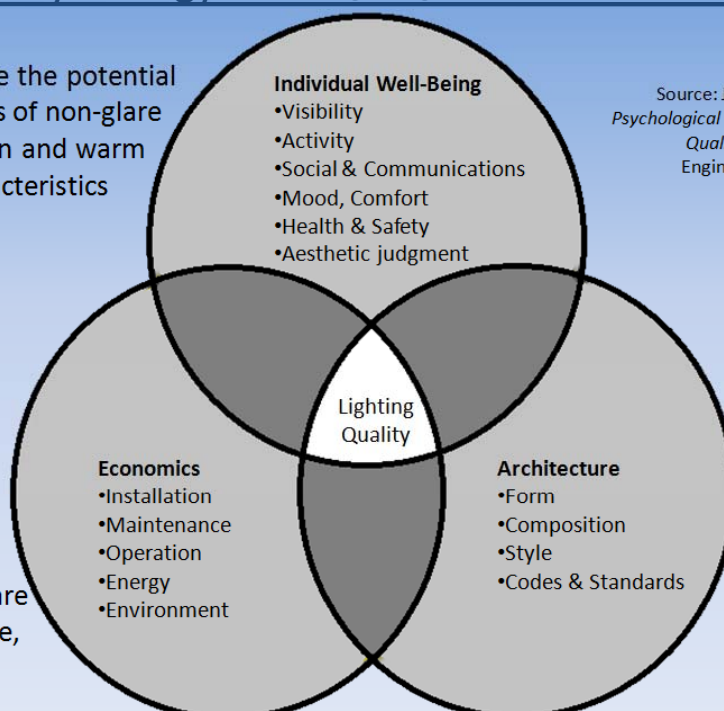 e the potential
s of non-glare
n and warm
cteristics
Individual Well-Being
•Visibility
•Activity
•Social & Communications
•Mood, Comfort
•Health & Safety
•Aesthetic judgment
Source:
Psychological
Qual
Engin
Lighting
Quality
Economics
•Installation
•Maintenance
•Operation
•Energy
•Environment
Architecture
•Form
•Composition
•Style
•Codes & Standards
are
e,